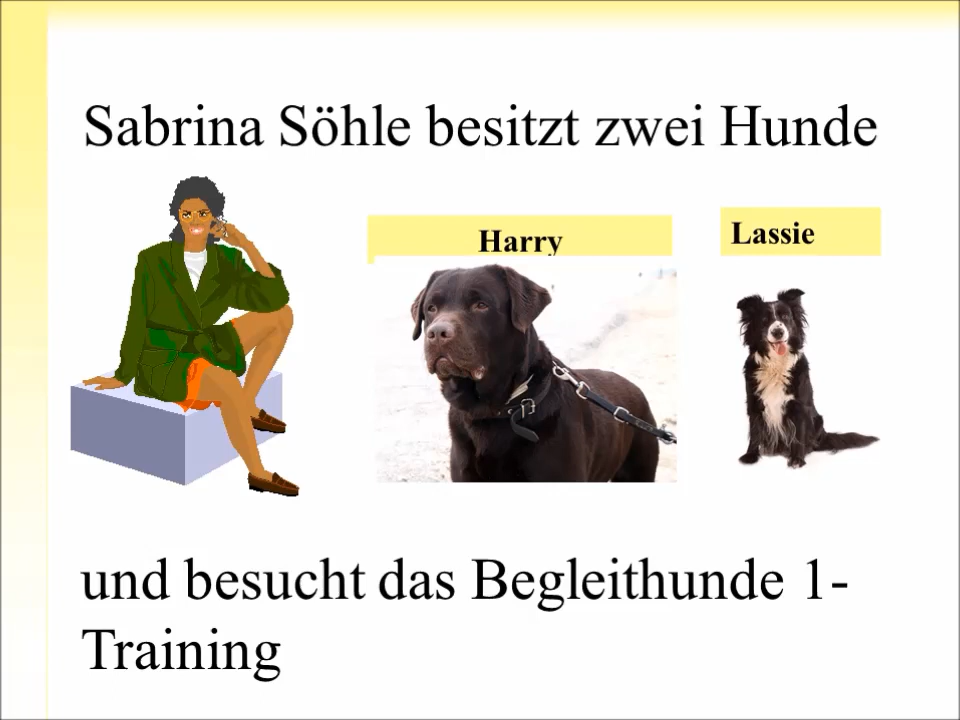 Sabrina Söhle besitzt zwei Hunde
Harry
Lassie
und besucht das Begleithunde 1-
Training